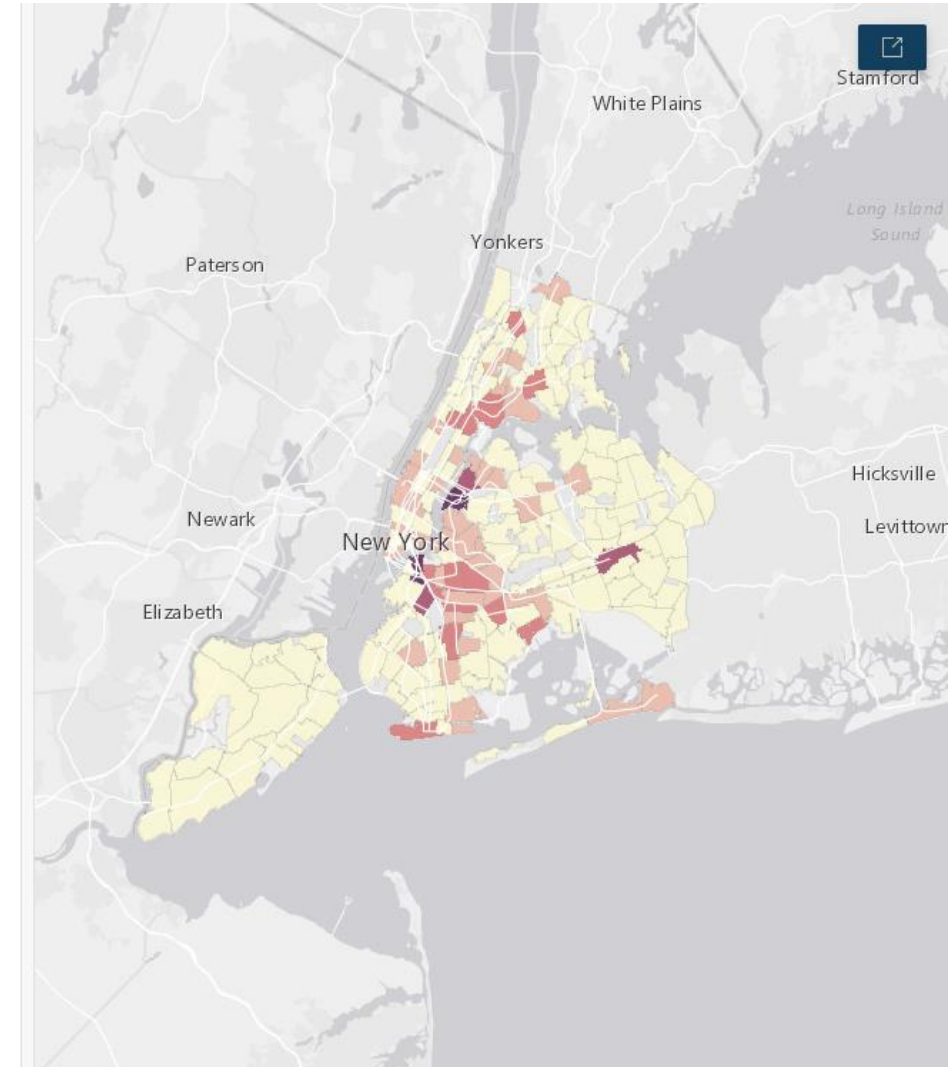 Stamford
White Plains
Long Island
Sound
Yonkers
Paterson
Hicksville
Newark
Levittown
New York
Elizabeth